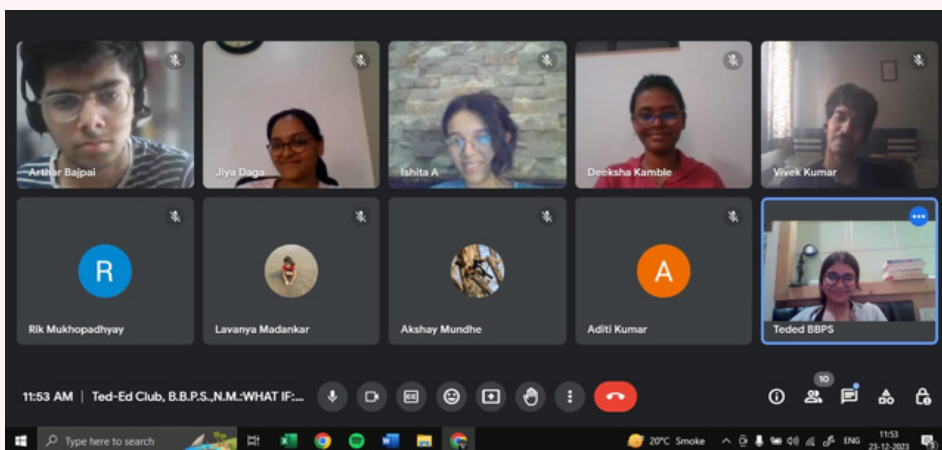 Arthar Bajpai
Jiya Daga
Ishita A
Deeksha Kamble
Vivek Kumar
R
Rik Mukhopadhyay
Lavanya Madankar
Akshay Mundhe
A
Aditi Kumar
Teded BBPS
11:53 AM | Ted-Ed Club, B.B.P.S.,N.M.:WHAT IF:...
CC
10
Type here to search
20°C Smoke
ENG
11:53
23-12-2023